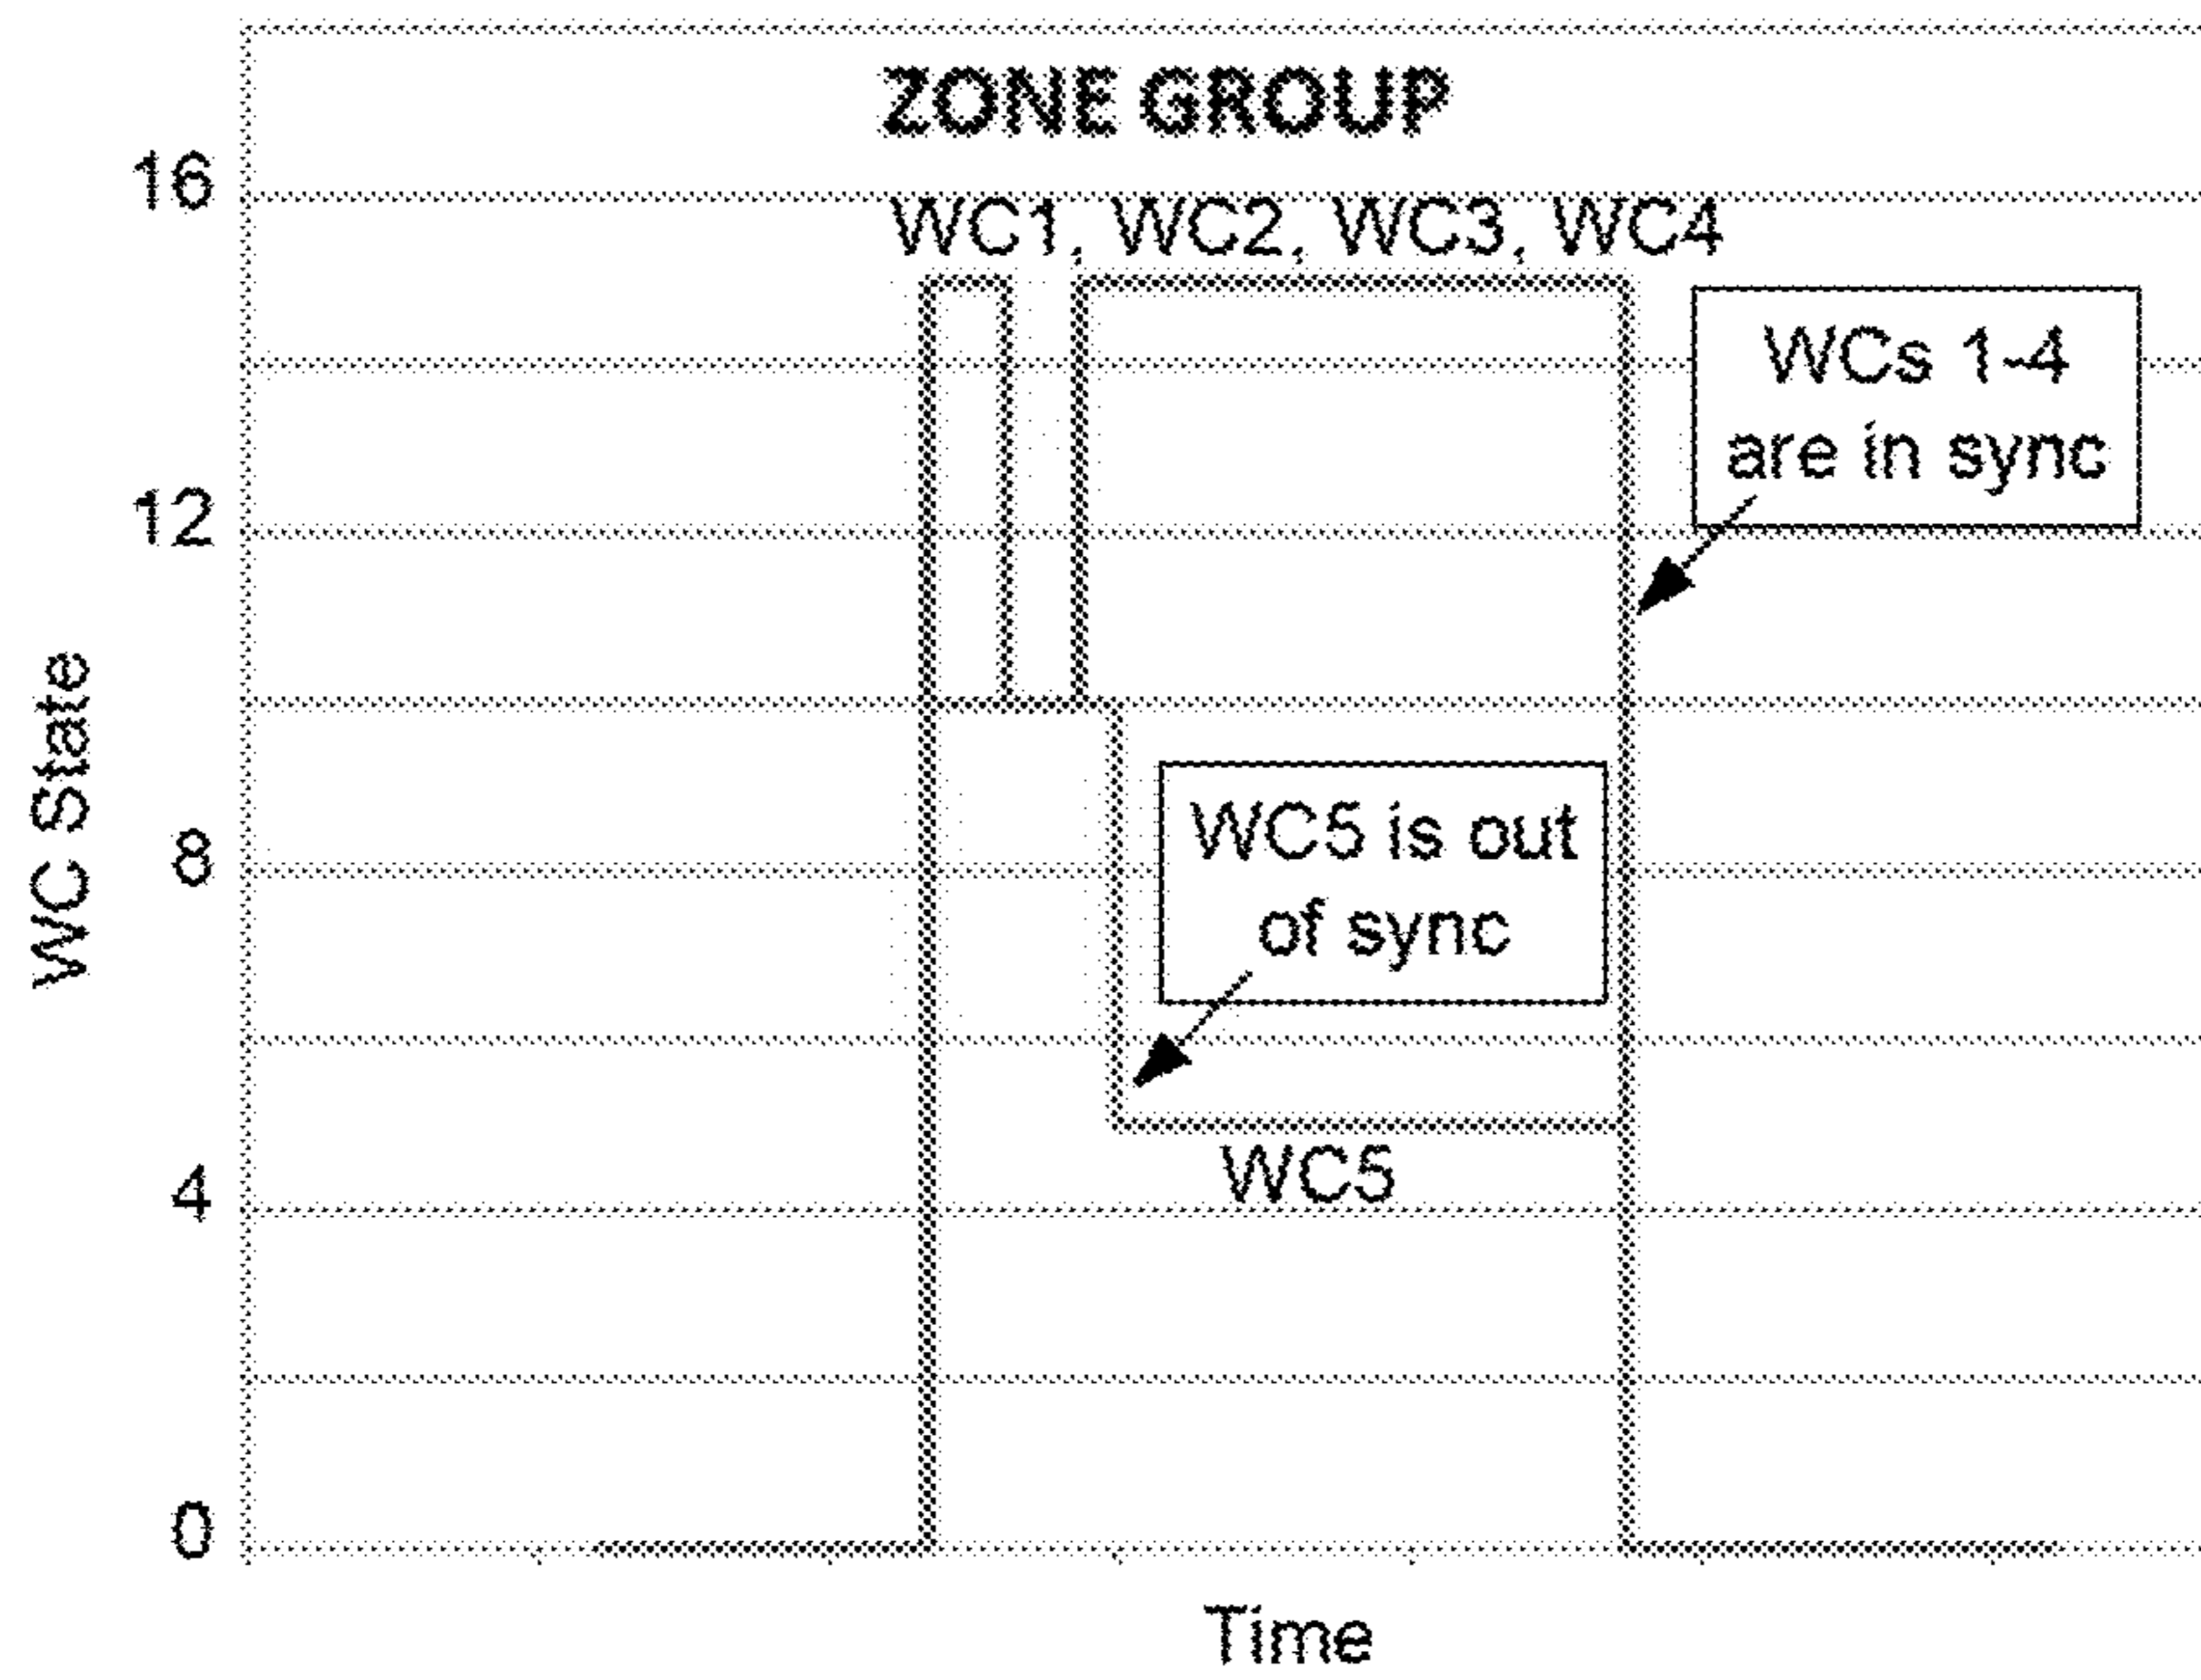 ZONE GROUP
16
WC1, WC2, WC3, WC4
WCs 1-4
are in sync
12
WC State
WC5 is out
of sync
8
WC5
4
0
Time